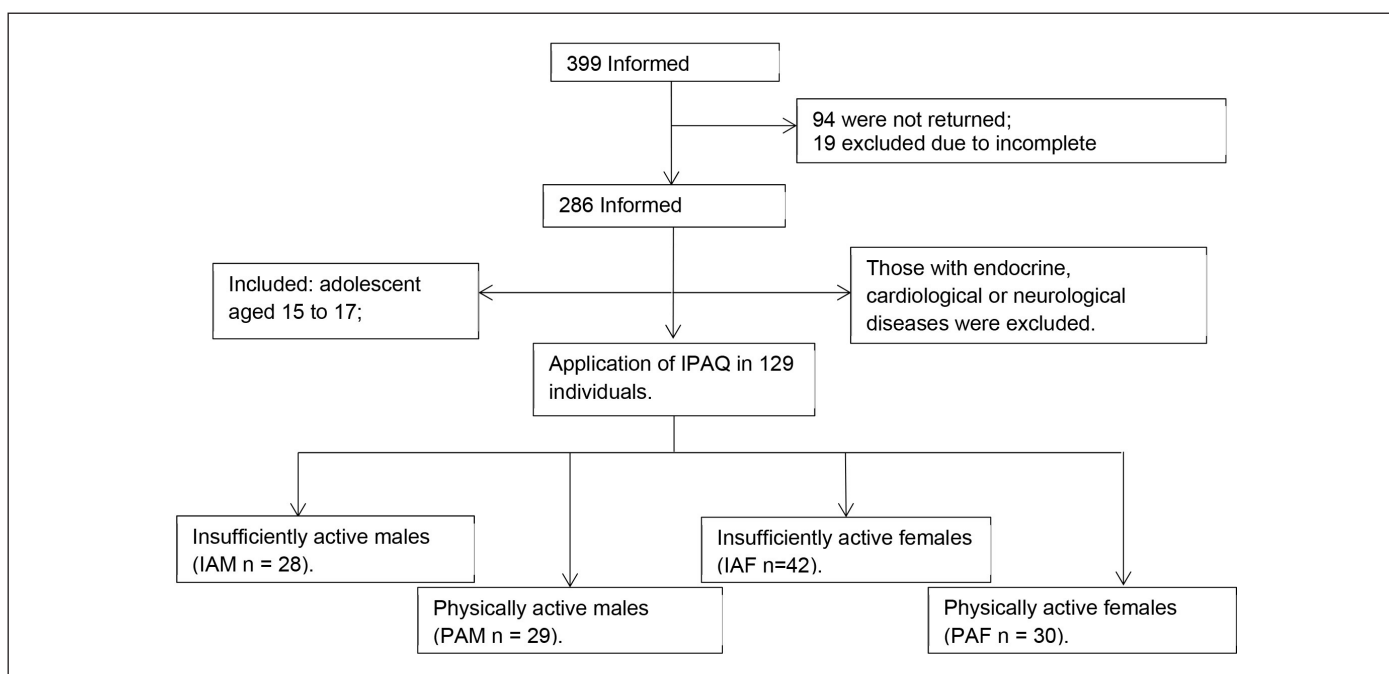 399 Informed
94 were not returned;
19 excluded due to incomplete
286 Informed
Included: adolescent
aged 15 to 17;
Those with endocrine,
cardiological or neurological
diseases were excluded.
Application of IPAQ in 129
individuals.
Insufficiently active males
(IAM n = 28).
Physically active males
(PAM n = 29).
Insufficiently active females
(IAF n=42).
Physically active females
(PAF n = 30).